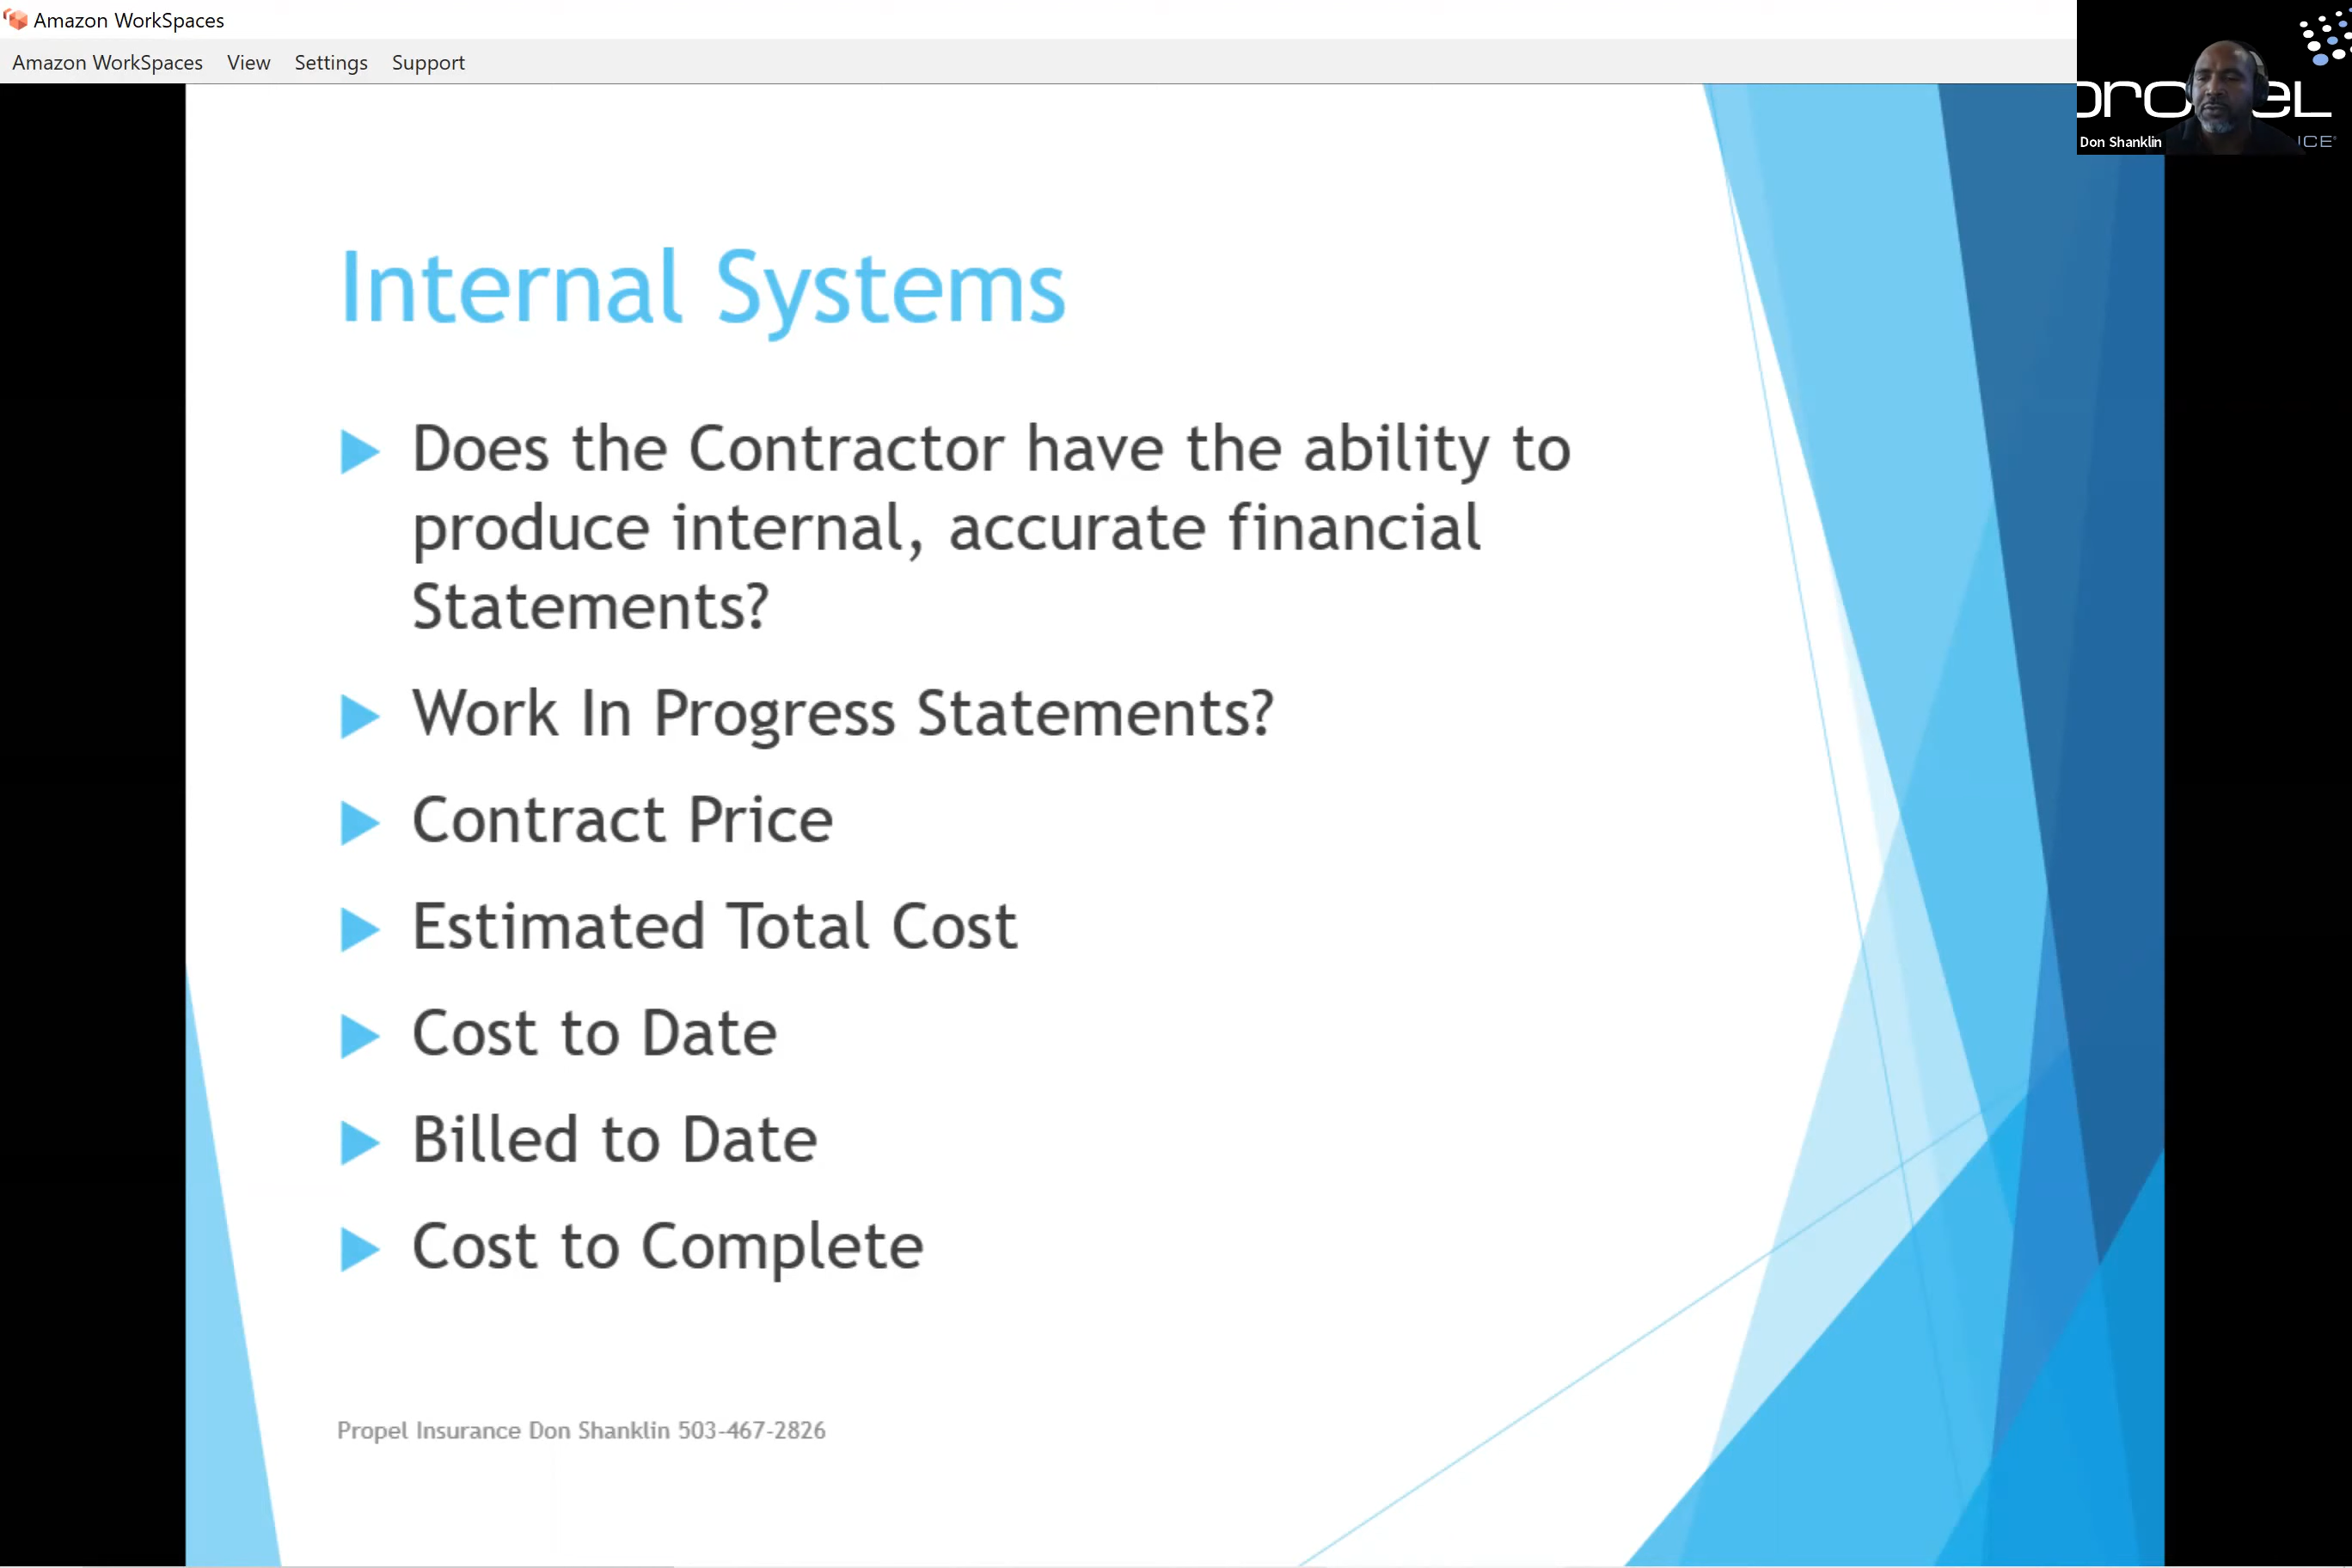 Amazon WorkSpaces
Amazon WorkSpaces View Settings Support
Don Shanklin
Internal Systems
Does the Contractor have the ability to
produce internal, accurate financial
Statements?
Work In Progress Statements?
Contract Price
Estimated Total Cost
Cost to Date
Billed to Date
Cost to Complete
Propel Insurance Don Shanklin 503-467-2826